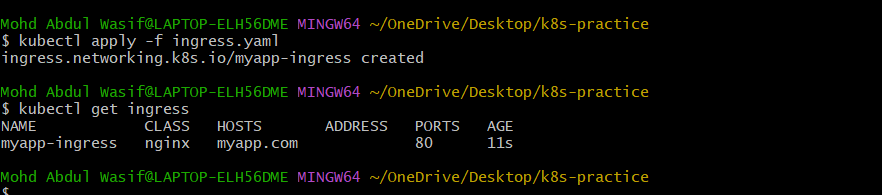 Mohd Abdul Wasif@LAPTOP-ELH56DME MINGW64 ~/OneDrive/Desktop/k8s-practice
$ kubectl apply -f ingress.yaml
ingress.networking.k8s.io/myapp-ingress created
Mohd Abdul Wasif@LAPTOP-ELH56DME MINGW64 ~/OneDrive/Desktop/k8s-practice
$ kubectl get ingress
NAME            CLASS   HOSTS       ADDRESS   PORTS   AGE
myapp-ingress   nginx   myapp.com             80      11s
Mohd Abdul Wasif@LAPTOP-ELH56DME MINGW64 ~/OneDrive/Desktop/k8s-practice
$